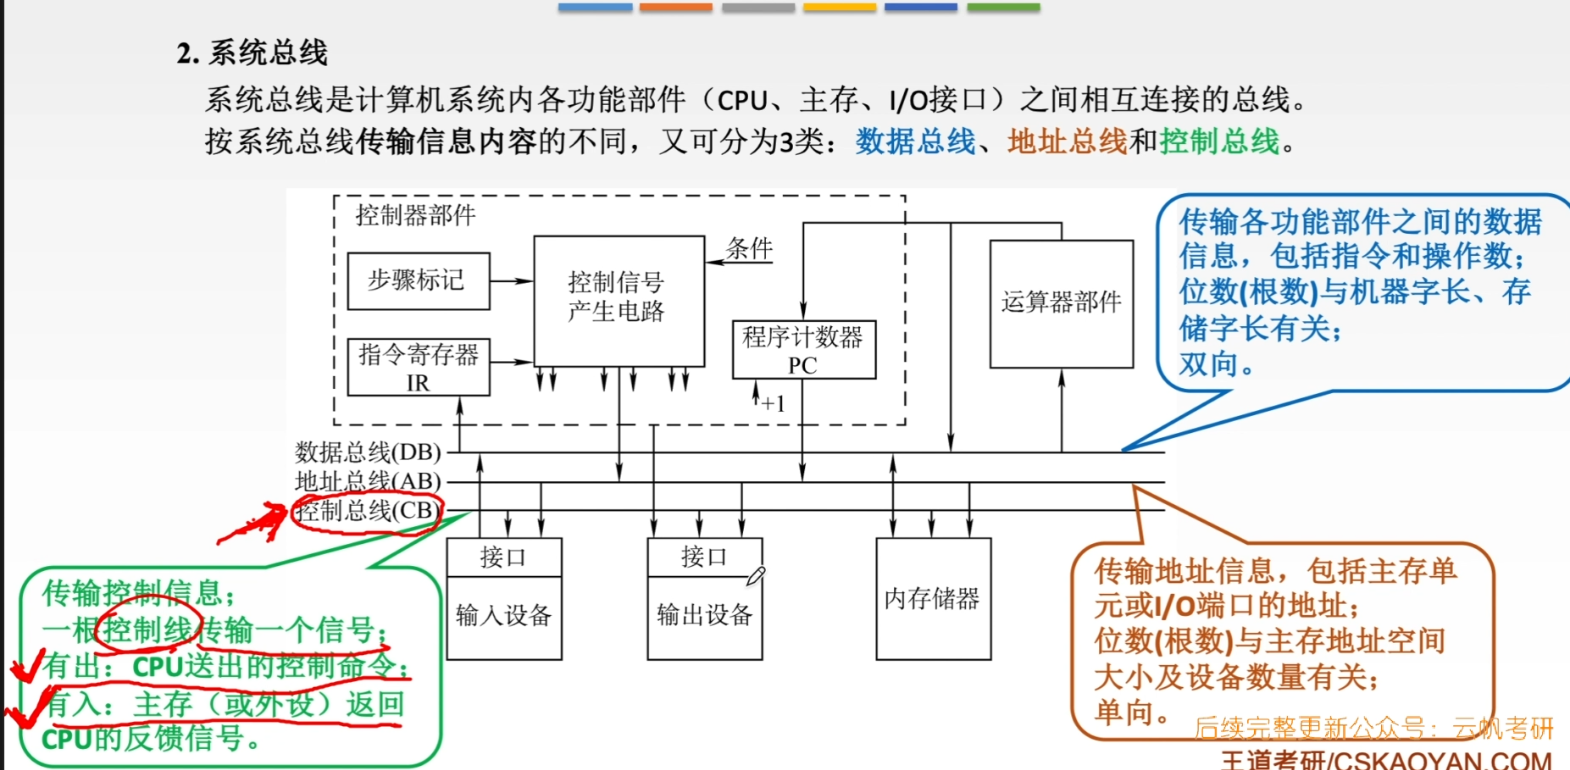 2. 系统总线
系统总线是计算机系统内各功能部件（CPU、主存、I/O接口）之间相互连接的总线。
按系统总线传输信息内容的不同，又可分为3类：数据总线、地址总线和控制总线。
控制器部件
步骤标记
控制信号
产生电路
条件
指令寄存器
IR
程序计数器
PC
+1
运算器部件
数据总线(DB)
地址总线(AB)
控制总线(CB)
接口
输入设备
接口
输出设备
内存储器
传输各功能部件之间的数据
信息，包括指令和操作数；
位数(根数)与机器字长、存
储字长有关；
双向。
传输控制信息；
一根控制线传输一个信号；
有出：CPU送出的控制命令；
有入：主存（或外设）返回
CPU的反馈信号。
传输地址信息，包括主存单
元或I/O端口的地址；
位数(根数)与主存地址空间
大小及设备数量有关；
单向。
后续完整更新公众号：云帆考研
王道考研/CSKAOYAN.COM